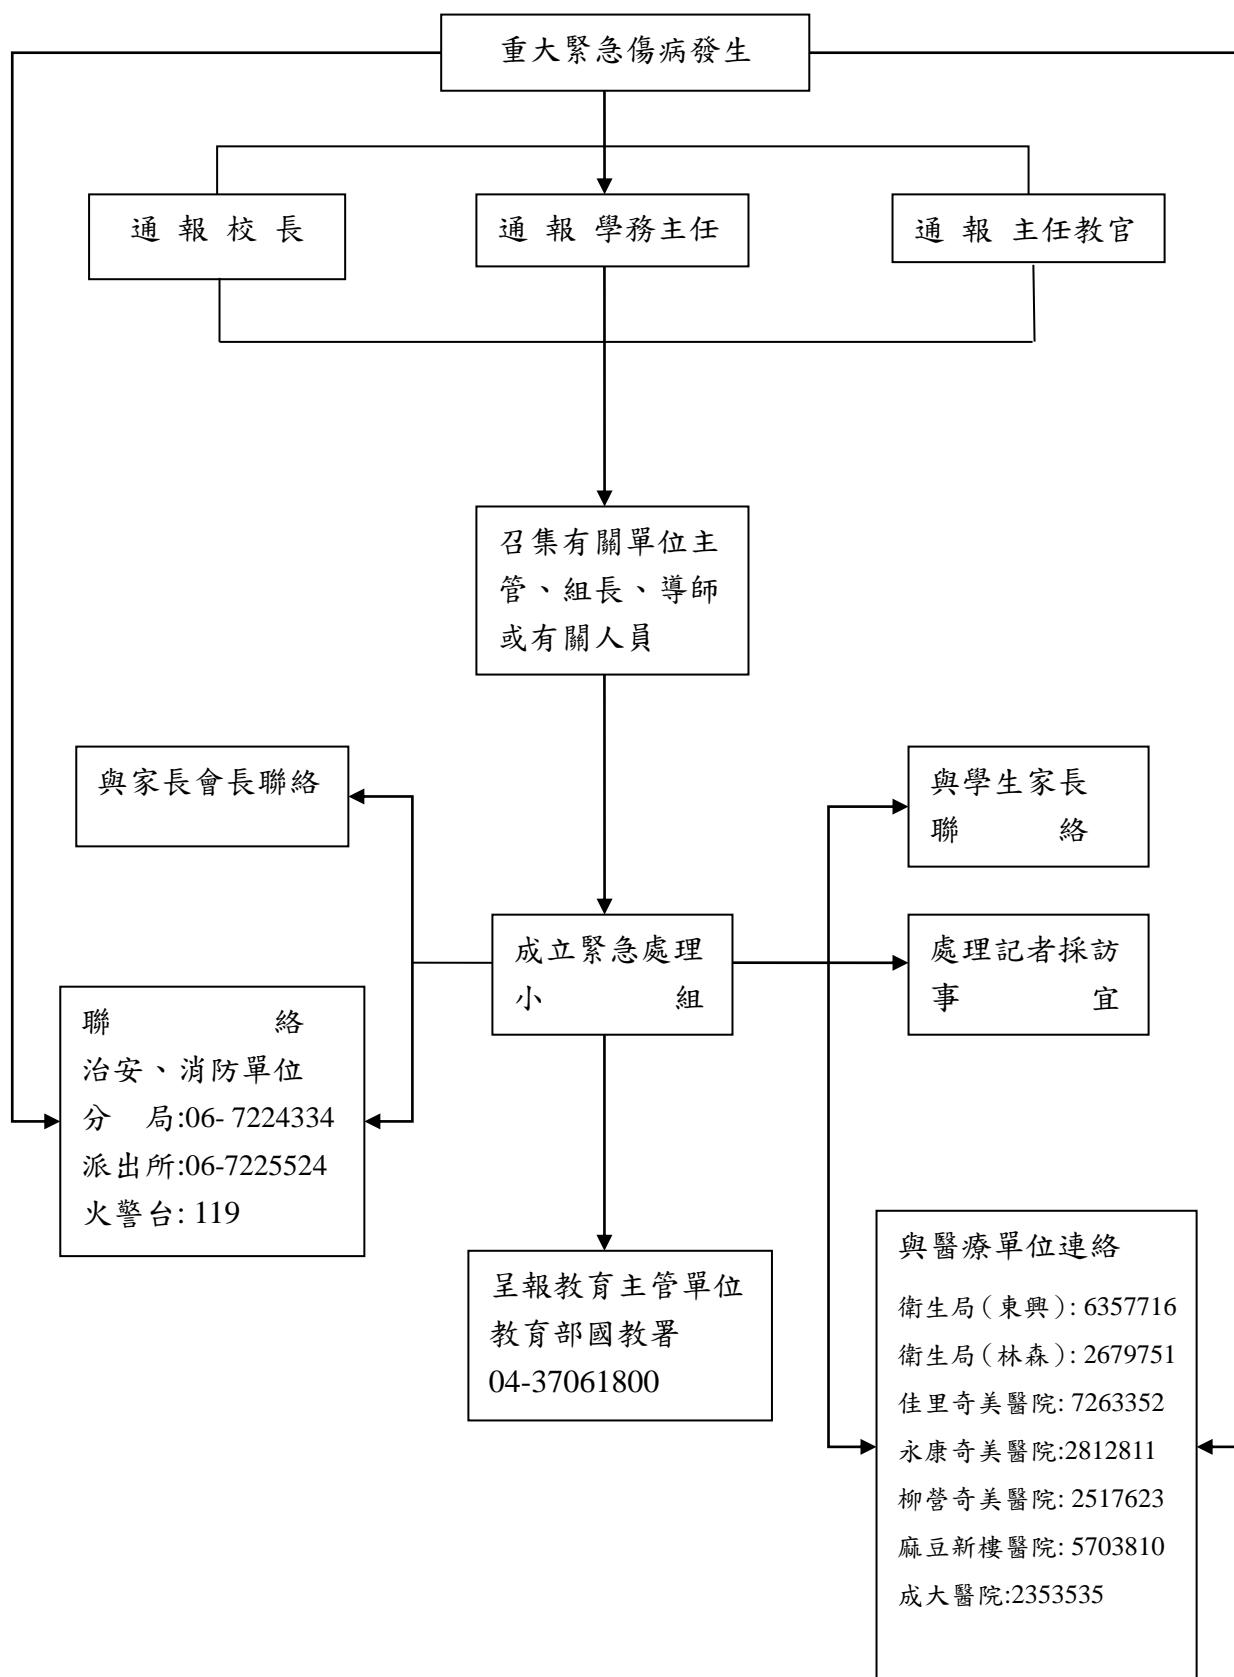 重大緊急傷病發生
通 報 校 長
通 報 學務主任
通 報 主任教官
召集有關單位主
管、組長、導師
或有關人員
與家長會長聯絡
與學生家長
聯 絡
成立緊急處理
小 組
處理記者採訪
事 宜
聯 絡
治安、消防單位
分 局:06- 7224334
派出所:06-7225524
火警台: 119
呈報教育主管單位
教育部國教署
04-37061800
與醫療單位連絡
衛生局(東興): 6357716
衛生局(林森): 2679751
佳里奇美醫院: 7263352
永康奇美醫院:2812811
柳營奇美醫院: 2517623
麻豆新樓醫院: 5703810
成大醫院:2353535